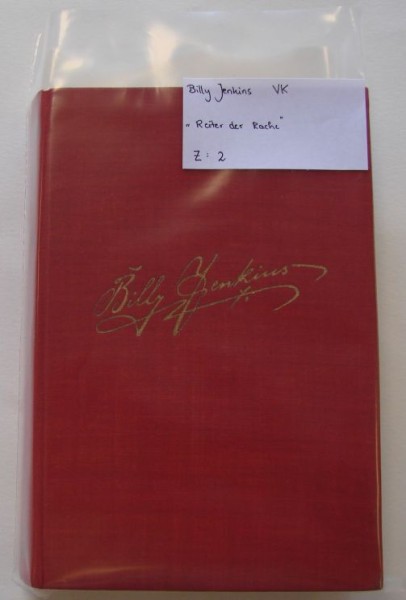 Billy Jenkins VK
„Reiter der Rache"
Z: 2
Billy Jenkins